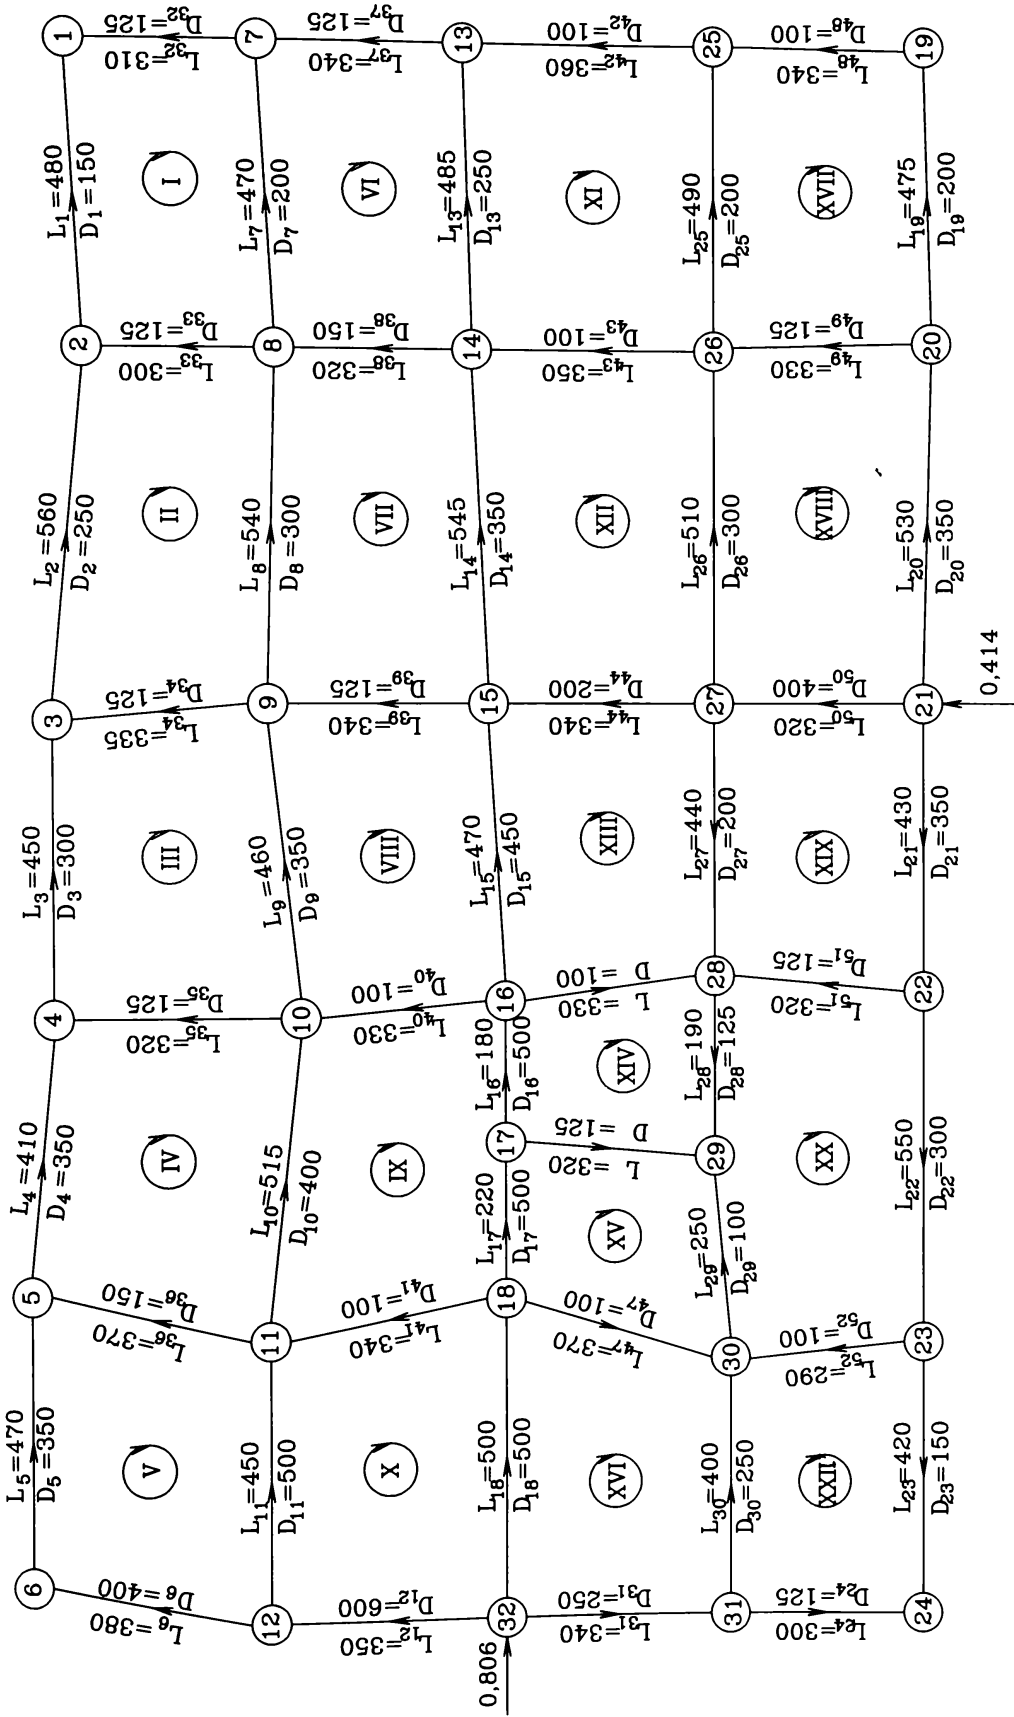 1
L32=310
D32=125
7
L37=340
D37=125
13
L42=360
D42=100
25
L48=340
D48=100
19
L1=480
D1=150
I
L7=470
D7=200
VI
L13=485
D13=250
XI
L25=490
D25=200
XVII
L19=475
D19=200
2
L33=300
D33=125
8
L38=320
D38=150
14
L43=350
D43=100
26
L49=330
D49=125
20
L2=560
D2=250
II
L8=540
D8=300
VII
L14=545
D14=350
XII
L26=510
D26=300
XVIII
L20=530
D20=350
3
L34=335
D34=125
9
L39=340
D39=125
15
L44=340
D44=200
27
L50=320
D50=400
21
0,414
L3=450
D3=300
III
L9=460
D9=350
VIII
L15=470
D15=450
XIII
L27=440
D27=200
XIX
L21=430
D21=350
4
L35=320
D35=125
10
L40=330
D40=100
16
L =330
D =100
28
L51=320
D51=125
22
L4=410
D4=350
IV
L10=515
D10=400
IX
L16=180
D16=500
XIV
L28=190
D28=125
17
L =320
D =125
29
XX
L22=550
D22=300
L17=220
D17=500
XV
L29=250
D29=100
5
L36=370
D36=150
11
L41=340
D41=100
18
L47=370
D47=100
30
L52=290
D52=100
23
L5=470
D5=350
V
L11=450
D11=500
X
L18=500
D18=500
XVI
L30=400
D30=250
XXII
L23=420
D23=150
6
L6=380
D6=400
12
L12=350
D12=600
32
L31=340
D31=250
31
L24=300
D24=125
24
0,806